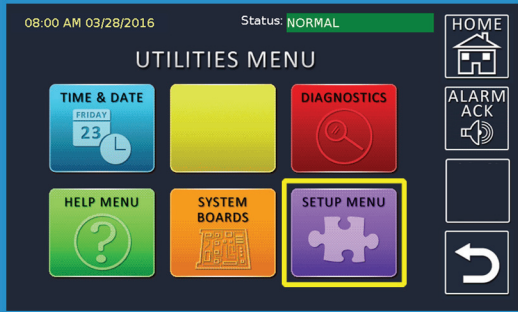 08:00 AM 03/28/2016 Status: NORMAL
HOME
UTILITIES MENU
TIME & DATE
FRIDAY
23
DIAGNOSTICS
ALARM
ACK
HELP MENU
?
SYSTEM
BOARDS
SETUP MENU